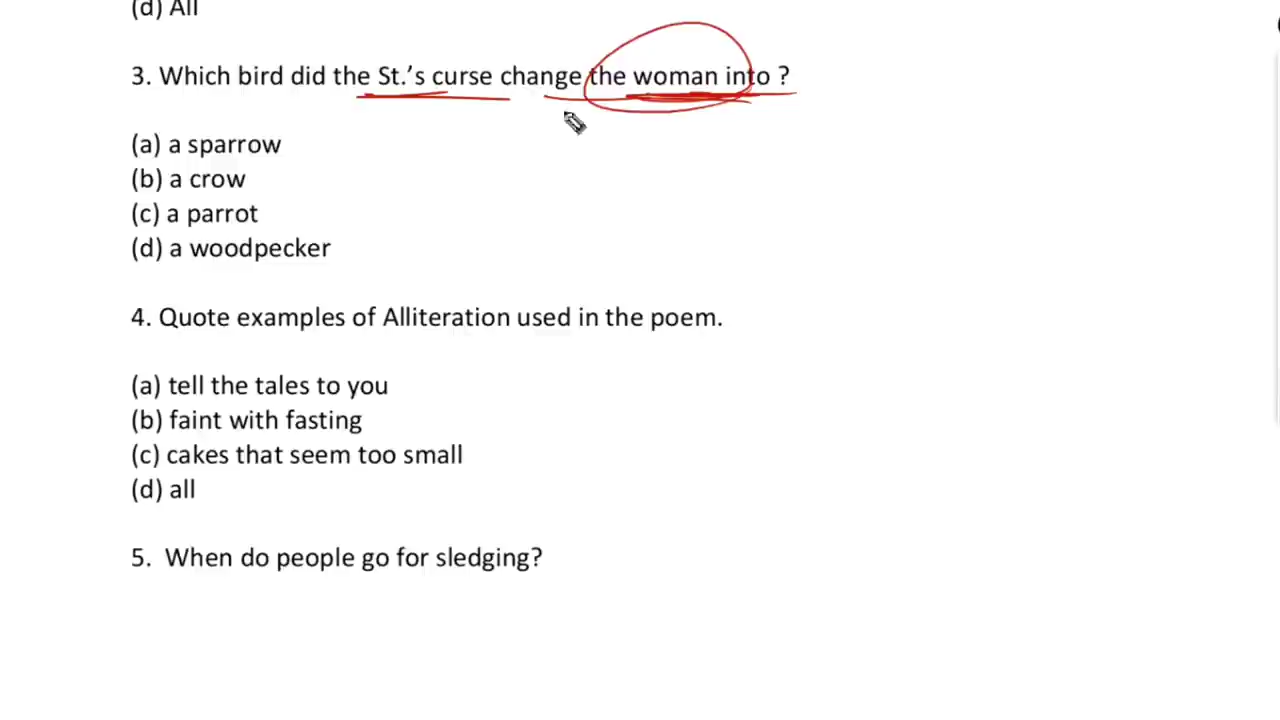 (d) All
3. Which bird did the St.’s curse change the woman into ?
(a) a sparrow
(b) a crow
(c) a parrot
(d) a woodpecker
4. Quote examples of Alliteration used in the poem.
(a) tell the tales to you
(b) faint with fasting
(c) cakes that seem too small
(d) all
5. When do people go for sledging?